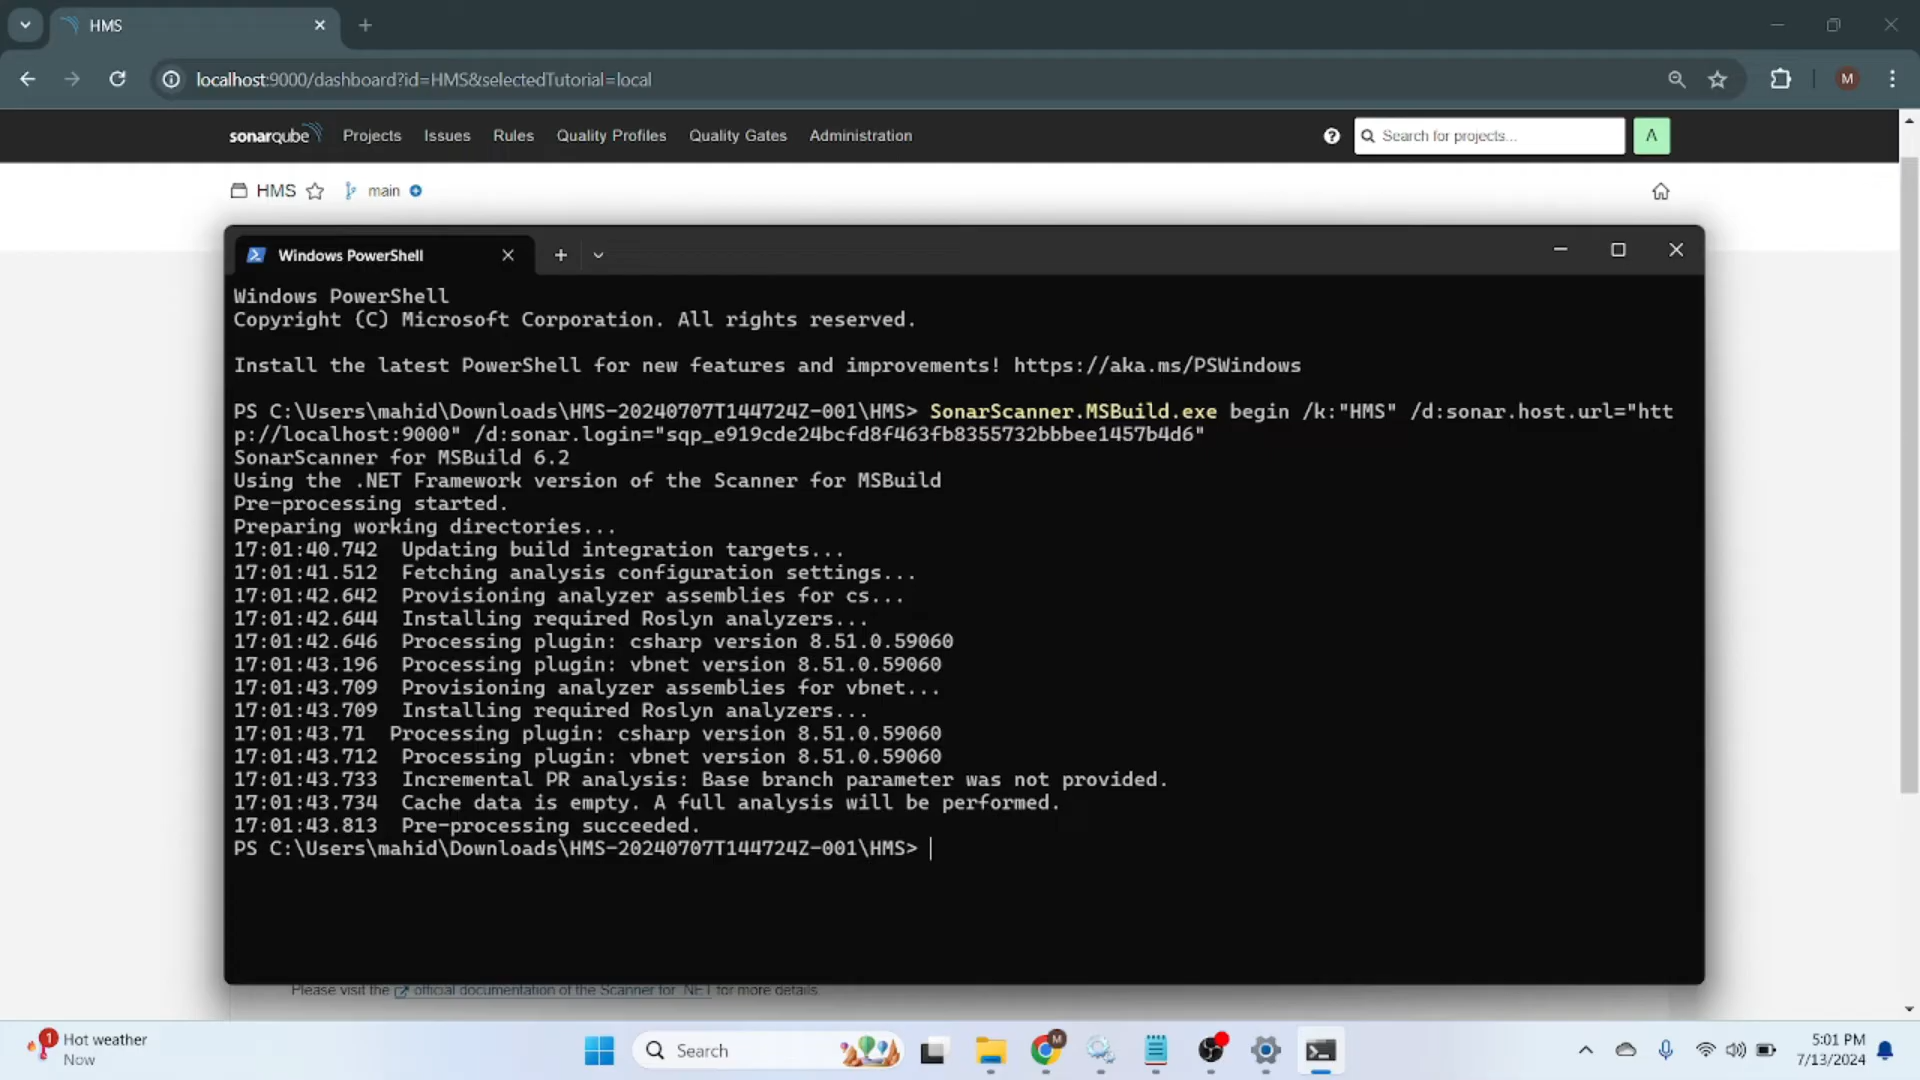 HMS
localhost:9000/dashboard?id=HMS&selectedTutorial=local
M
sonarqube Projects Issues Rules Quality Profiles Quality Gates Administration
Search for projects...
A
HMS main
Windows PowerShell
Windows PowerShell
Copyright (C) Microsoft Corporation. All rights reserved.
Install the latest PowerShell for new features and improvements! https://aka.ms/PSWindows
PS C:\Users\mahid\Downloads\HMS-20240707T144724Z-001\HMS> SonarScanner.MSBuild.exe begin /k:"HMS" /d:sonar.host.url="htt
p://localhost:9000" /d:sonar.login="sqp_e919cde24bcfd8f463fb8355732bbbee1457b4d6"
SonarScanner for MSBuild 6.2
Using the .NET Framework version of the Scanner for MSBuild
Pre-processing started.
Preparing working directories...
17:01:40.742  Updating build integration targets...
17:01:41.512  Fetching analysis configuration settings...
17:01:42.642  Provisioning analyzer assemblies for cs...
17:01:42.644  Installing required Roslyn analyzers...
17:01:42.646  Processing plugin: csharp version 8.51.0.59060
17:01:43.196  Processing plugin: vbnet version 8.51.0.59060
17:01:43.709  Provisioning analyzer assemblies for vbnet...
17:01:43.709  Installing required Roslyn analyzers...
17:01:43.71  Processing plugin: csharp version 8.51.0.59060
17:01:43.712  Processing plugin: vbnet version 8.51.0.59060
17:01:43.733  Incremental PR analysis: Base branch parameter was not provided.
17:01:43.734  Cache data is empty. A full analysis will be performed.
17:01:43.813  Pre-processing succeeded.
PS C:\Users\mahid\Downloads\HMS-20240707T144724Z-001\HMS>
Please visit the official documentation of the Scanner for .NET for more details.
1
Hot weather
Now
Search
M
5:01 PM
7/13/2024